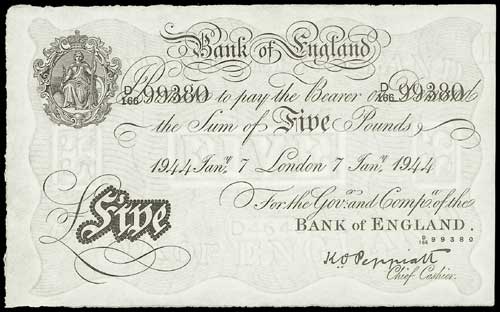 Bank of England
D/166 99380 D/166 99380
I Promise to pay the Bearer on Demand
the Sum of Five Pounds
1944 Jan.y 7 London 7 Jan.y 1944
For the Gov.r and Comp.a of the
BANK of ENGLAND.
£Five
D/166 99380
K.O. Peppiatt
Chief Cashier.